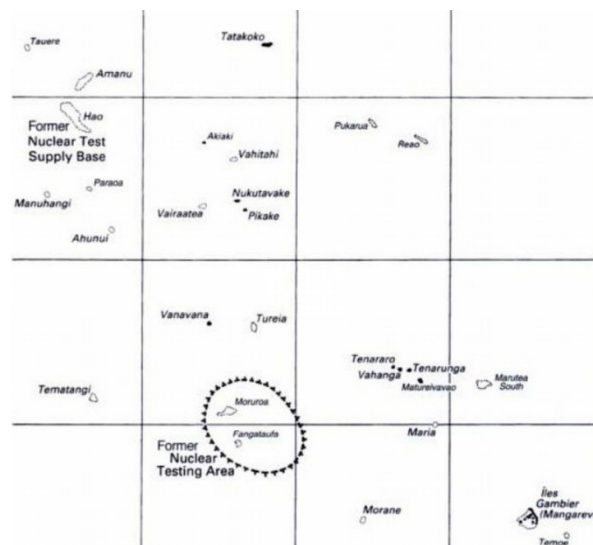 Tauere
Tatakoko
Amanu
Hao
Former
Nuclear Test
Supply Base
Pukarua
Akiaki
Reao
Vahitahi
Paraoa
Manuhangi
Nukutavake
Vairaatea
Pikake
Ahunui
Vanavana
Tureia
Tenararo
Tenarunga
Vahanga
Matureivavao
Marutea
South
Tematangi
Moruroa
Maria
Fangataufa
Former
Nuclear
Testing Area
Îles
Gambier
(Mangarev
Morane
Temoe